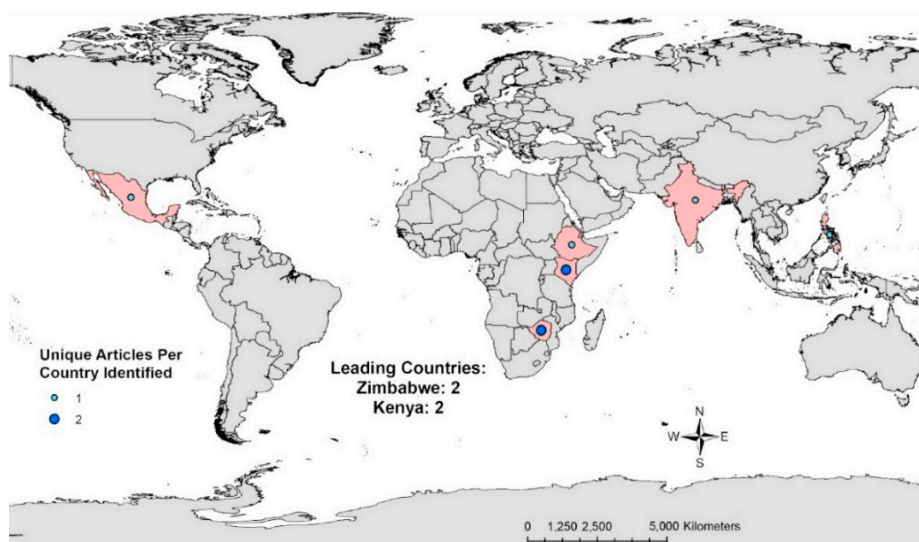 Unique Articles Per
Country Identified
1
2
Leading Countries:
Zimbabwe: 2
Kenya: 2
N
W E
S
0 1,250 2,500 5,000 Kilometers